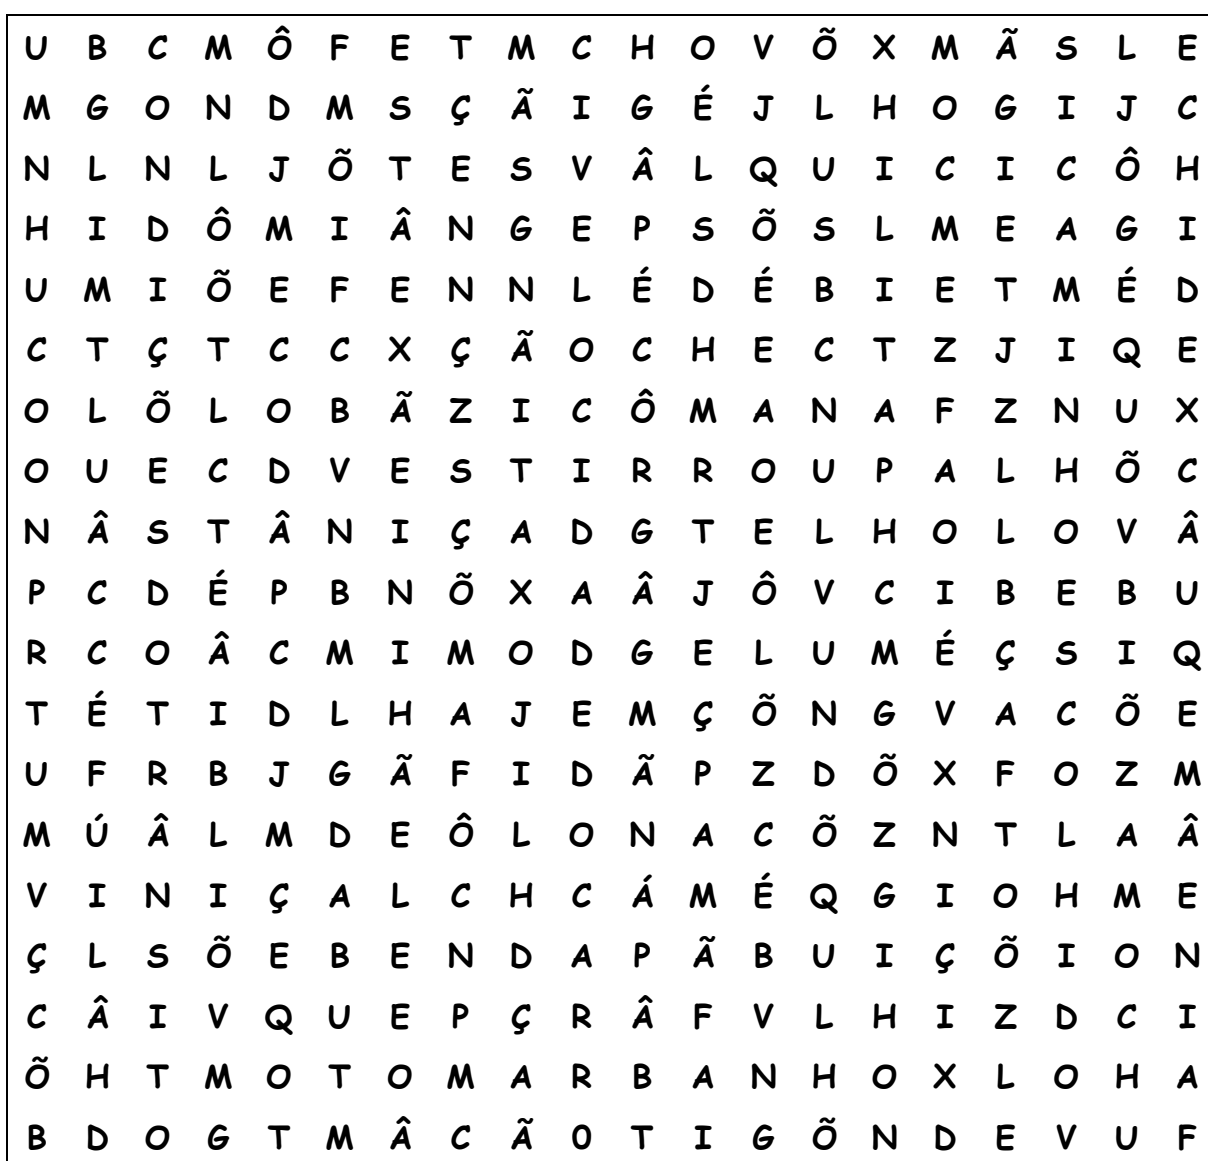 U B C M Ô F E T M C H O V Õ X M Ã S L E
M G O N D M S Ç Ã I G É J L H O G I J C
N L N L J Õ T E S V Â L Q U I C I C Ô H
H I D Ô M I Â N G E P S Õ S L M E A G I
U M I Õ E F E N N L É D É B I E T M É D
C T Ç T C C X Ç Ã O C H E C T Z J I Q E
O L Õ L O B Ã Z I C Ô M A N A F Z N U X
O U E C D V E S T I R R O U P A L H Õ C
N Â S T Â N I Ç A D G T E L H O L O V Â
P C D É P B N Õ X A Â J Ô V C I B E B U
R C O Â C M I M O D G E L U M É Ç S I Q
T É T I D L H A J E M Ç Õ N G V A C Õ E
U F R B J G Ã F I D Ã P Z D Õ X F O Z M
M Ú Â L M D E Ô L O N A C Õ Z N T L A Â
V I N I Ç A L C H C Á M É Q G I O H M E
Ç L S Õ E B E N D A P Ã B U I Ç Õ I O N
C Â I V Q U E P Ç R Â F V L H I Z D C I
Õ H T M O T O M A R B A N H O X L O H A
B D O G T M Â C Ã 0 T I G Õ N D E V U F